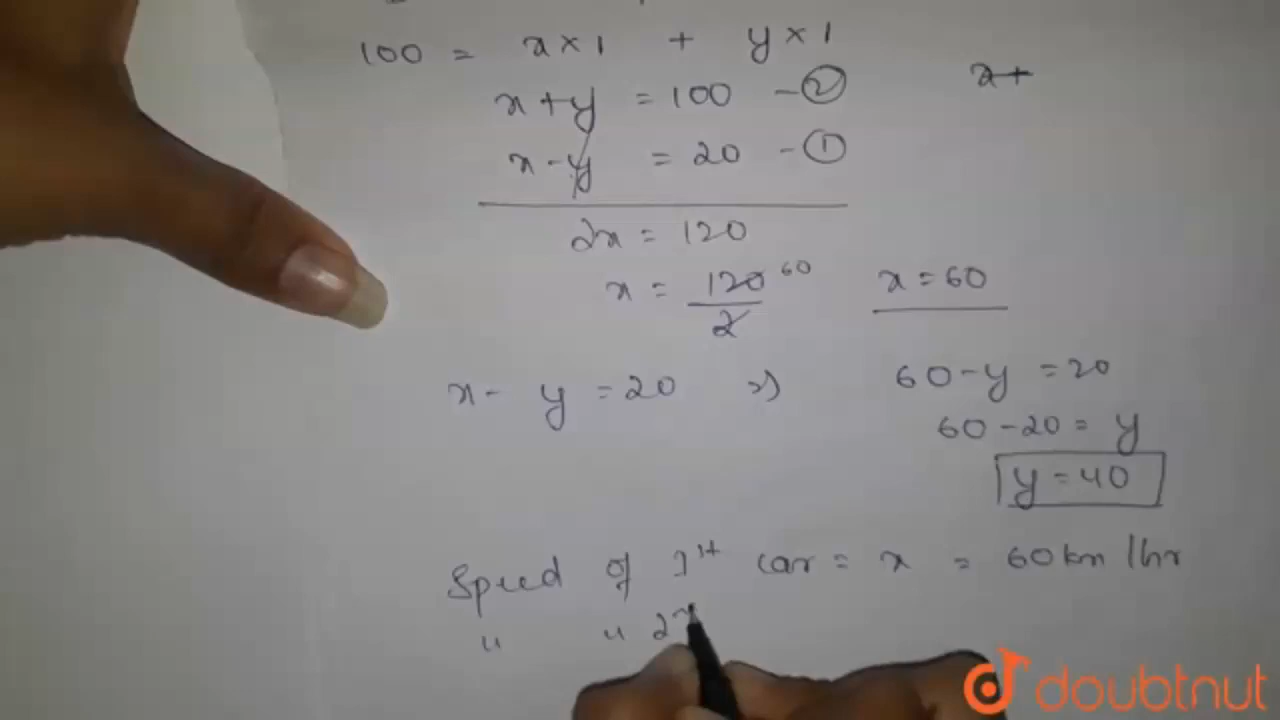 100 = x × 1 + y × 1
x + y = 100 - ②
x +
x - y = 20 - ①
2x = 120
x = 120/2 60
x = 60
x - y = 20 ⇒ 60 - y = 20
60 - 20 = y
y = 40
Speed of 1st car = x = 60 km/hr
" " 2n
doubtnut